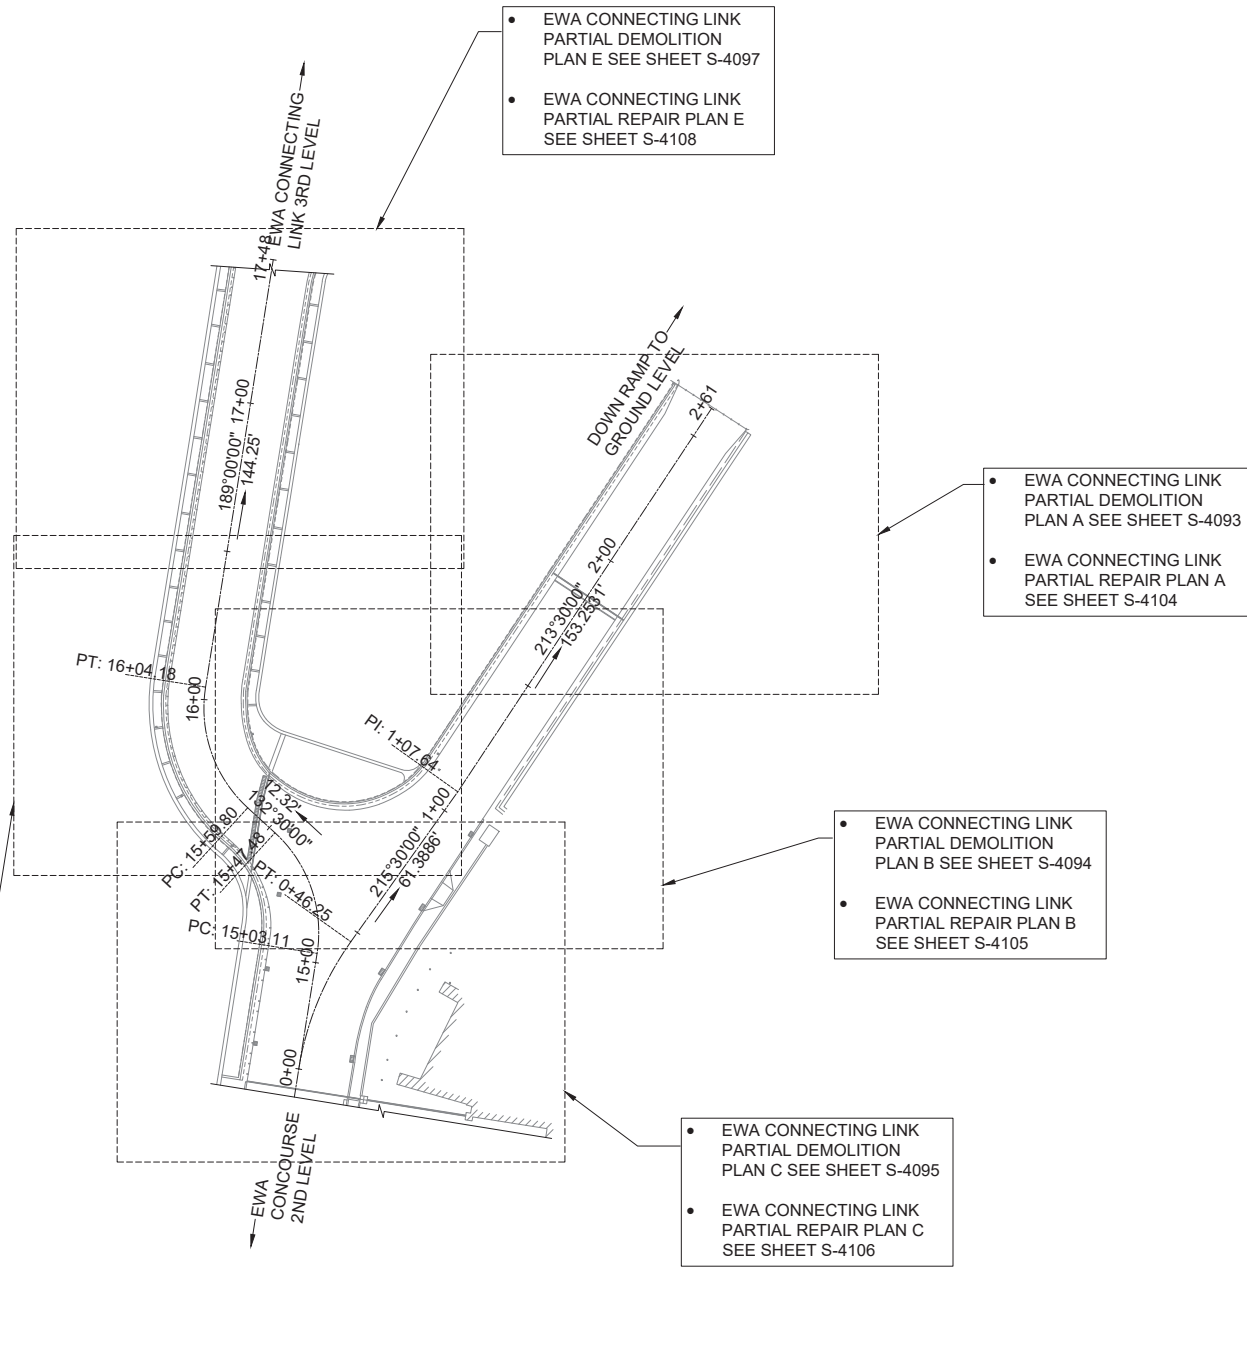 EWA CONNECTING LINK
PARTIAL DEMOLITION
PLAN E SEE SHEET S-4097
EWA CONNECTING LINK
PARTIAL REPAIR PLAN E
SEE SHEET S-4108
EWA CONNECTING
LINK 3RD LEVEL
17+48
DOWN RAMP TO
GROUND LEVEL
2+61
17+00
189°00'00"
144.25'
EWA CONNECTING LINK
PARTIAL DEMOLITION
PLAN A SEE SHEET S-4093
EWA CONNECTING LINK
PARTIAL REPAIR PLAN A
SEE SHEET S-4104
2+00
213°30'00"
153.2531'
PT: 16+04.18
16+00
PI: 1+07.64
12.32'
132°30'00"
1+00
PC: 15+59.80
PT: 15+47.48
215°30'00"
61.3886'
PT: 0+46.25
PC: 15+03.11
15+00
EWA CONNECTING LINK
PARTIAL DEMOLITION
PLAN B SEE SHEET S-4094
EWA CONNECTING LINK
PARTIAL REPAIR PLAN B
SEE SHEET S-4105
0+00
EWA
CONCOURSE
2ND LEVEL
EWA CONNECTING LINK
PARTIAL DEMOLITION
PLAN C SEE SHEET S-4095
EWA CONNECTING LINK
PARTIAL REPAIR PLAN C
SEE SHEET S-4106